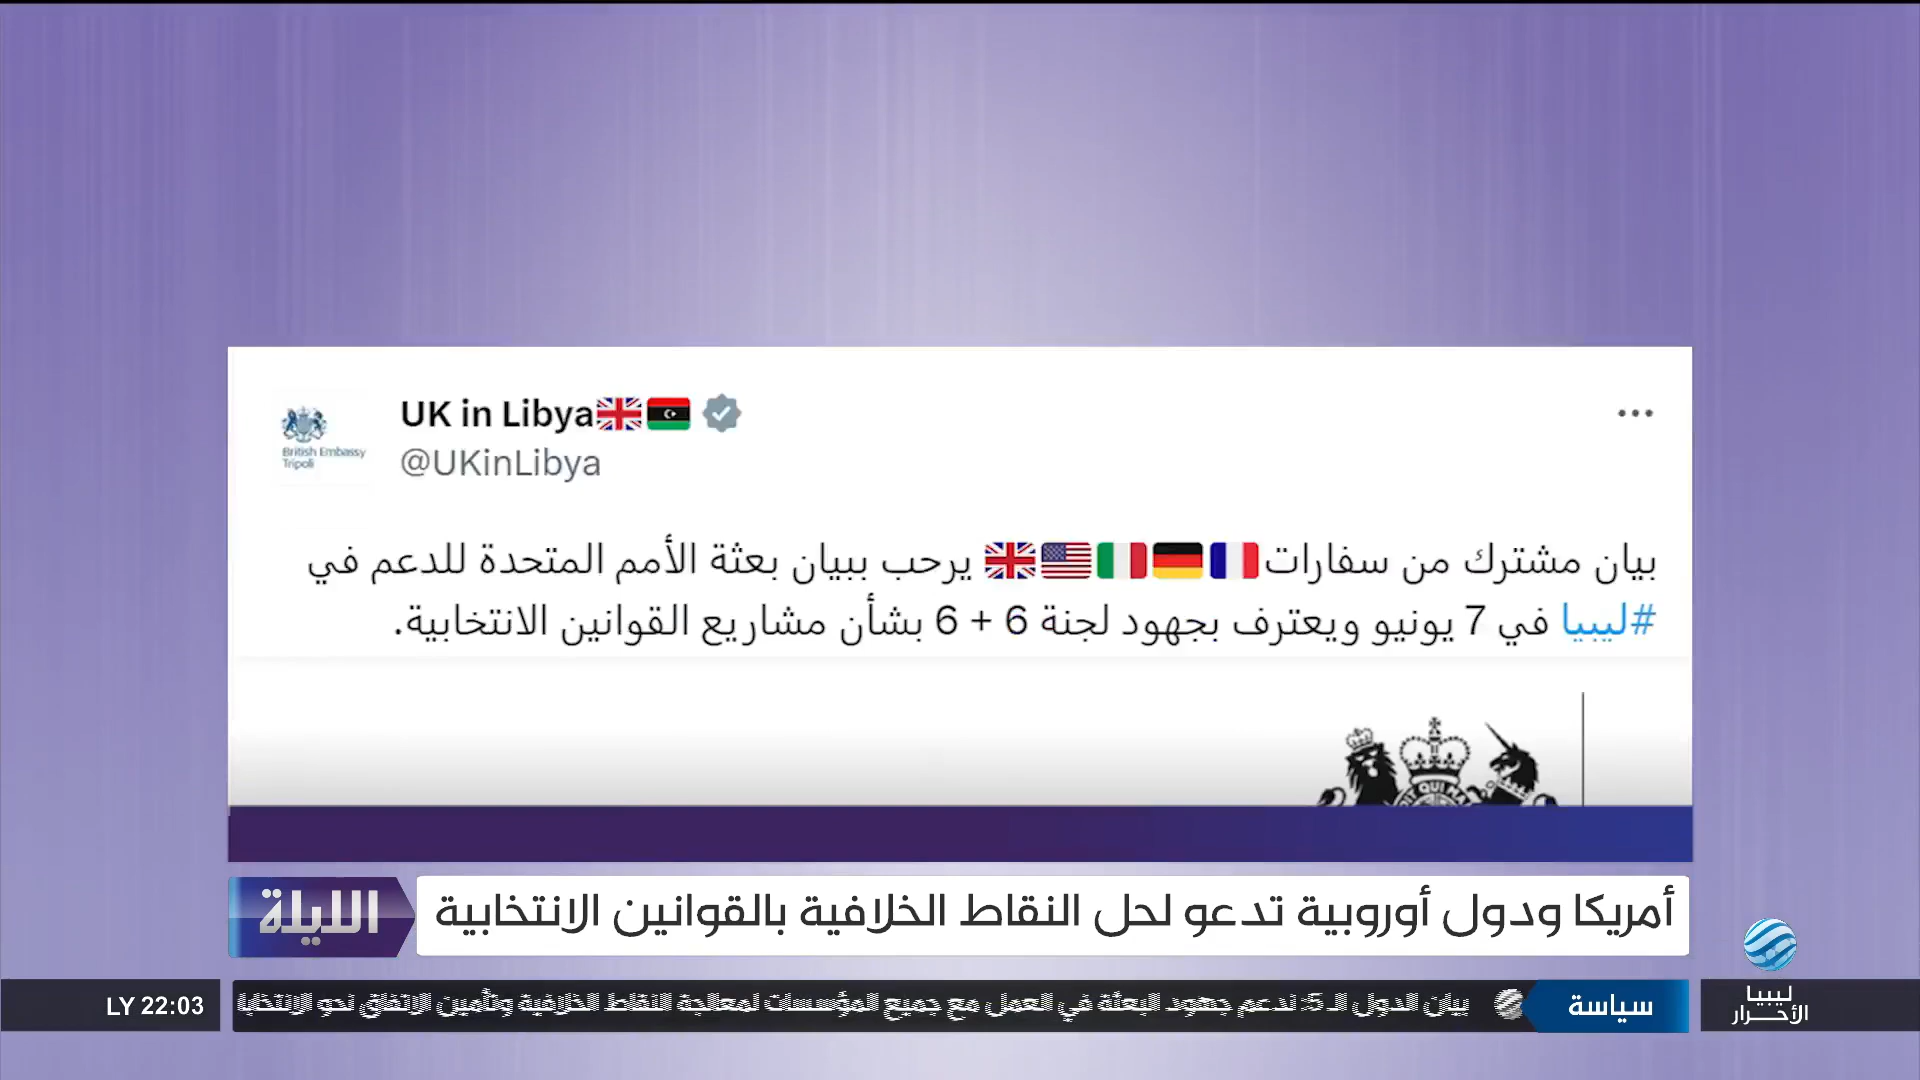 UK in Libya
@UKinLibya
British Embassy
Tripoli
بيان مشترك من سفارات يرحب ببيان بعثة الأمم المتحدة للدعم في
#ليبيا في 7 يونيو ويعترف بجهود لجنة 6 + 6 بشأن مشاريع القوانين الانتخابية.
الليلة
أمريكا ودول أوروبية تدعو لحل النقاط الخلافية بالقوانين الانتخابية
LY 22:03
سياسة
بيان الدول الـ 5: ندعم جهود البعثة في العمل مع جميع المؤسسات لمعالجة النقاط الخلافية وتأمين الاتفاق نحو
ليبيا
الأحرار